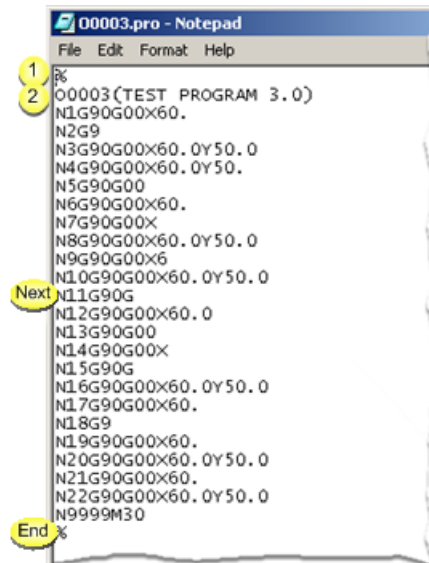 O0003.pro - Notepad
File Edit Format Help
1 %
2 O0003(TEST PROGRAM 3.0)
N1G90G00X60.
N2G9
N3G90G00X60.0Y50.0
N4G90G00X60.0Y50.
N5G90G00
N6G90G00X60.
N7G90G00X
N8G90G00X60.0Y50.0
N9G90G00X6
N10G90G00X60.0Y50.0
Next N11G90G
N12G90G00X60.0
N13G90G00
N14G90G00X
N15G90G
N16G90G00X60.0Y50.0
N17G90G00X60.
N18G9
N19G90G00X60.
N20G90G00X60.0Y50.0
N21G90G00X60.
N22G90G00X60.0Y50.0
N9999M30
End %